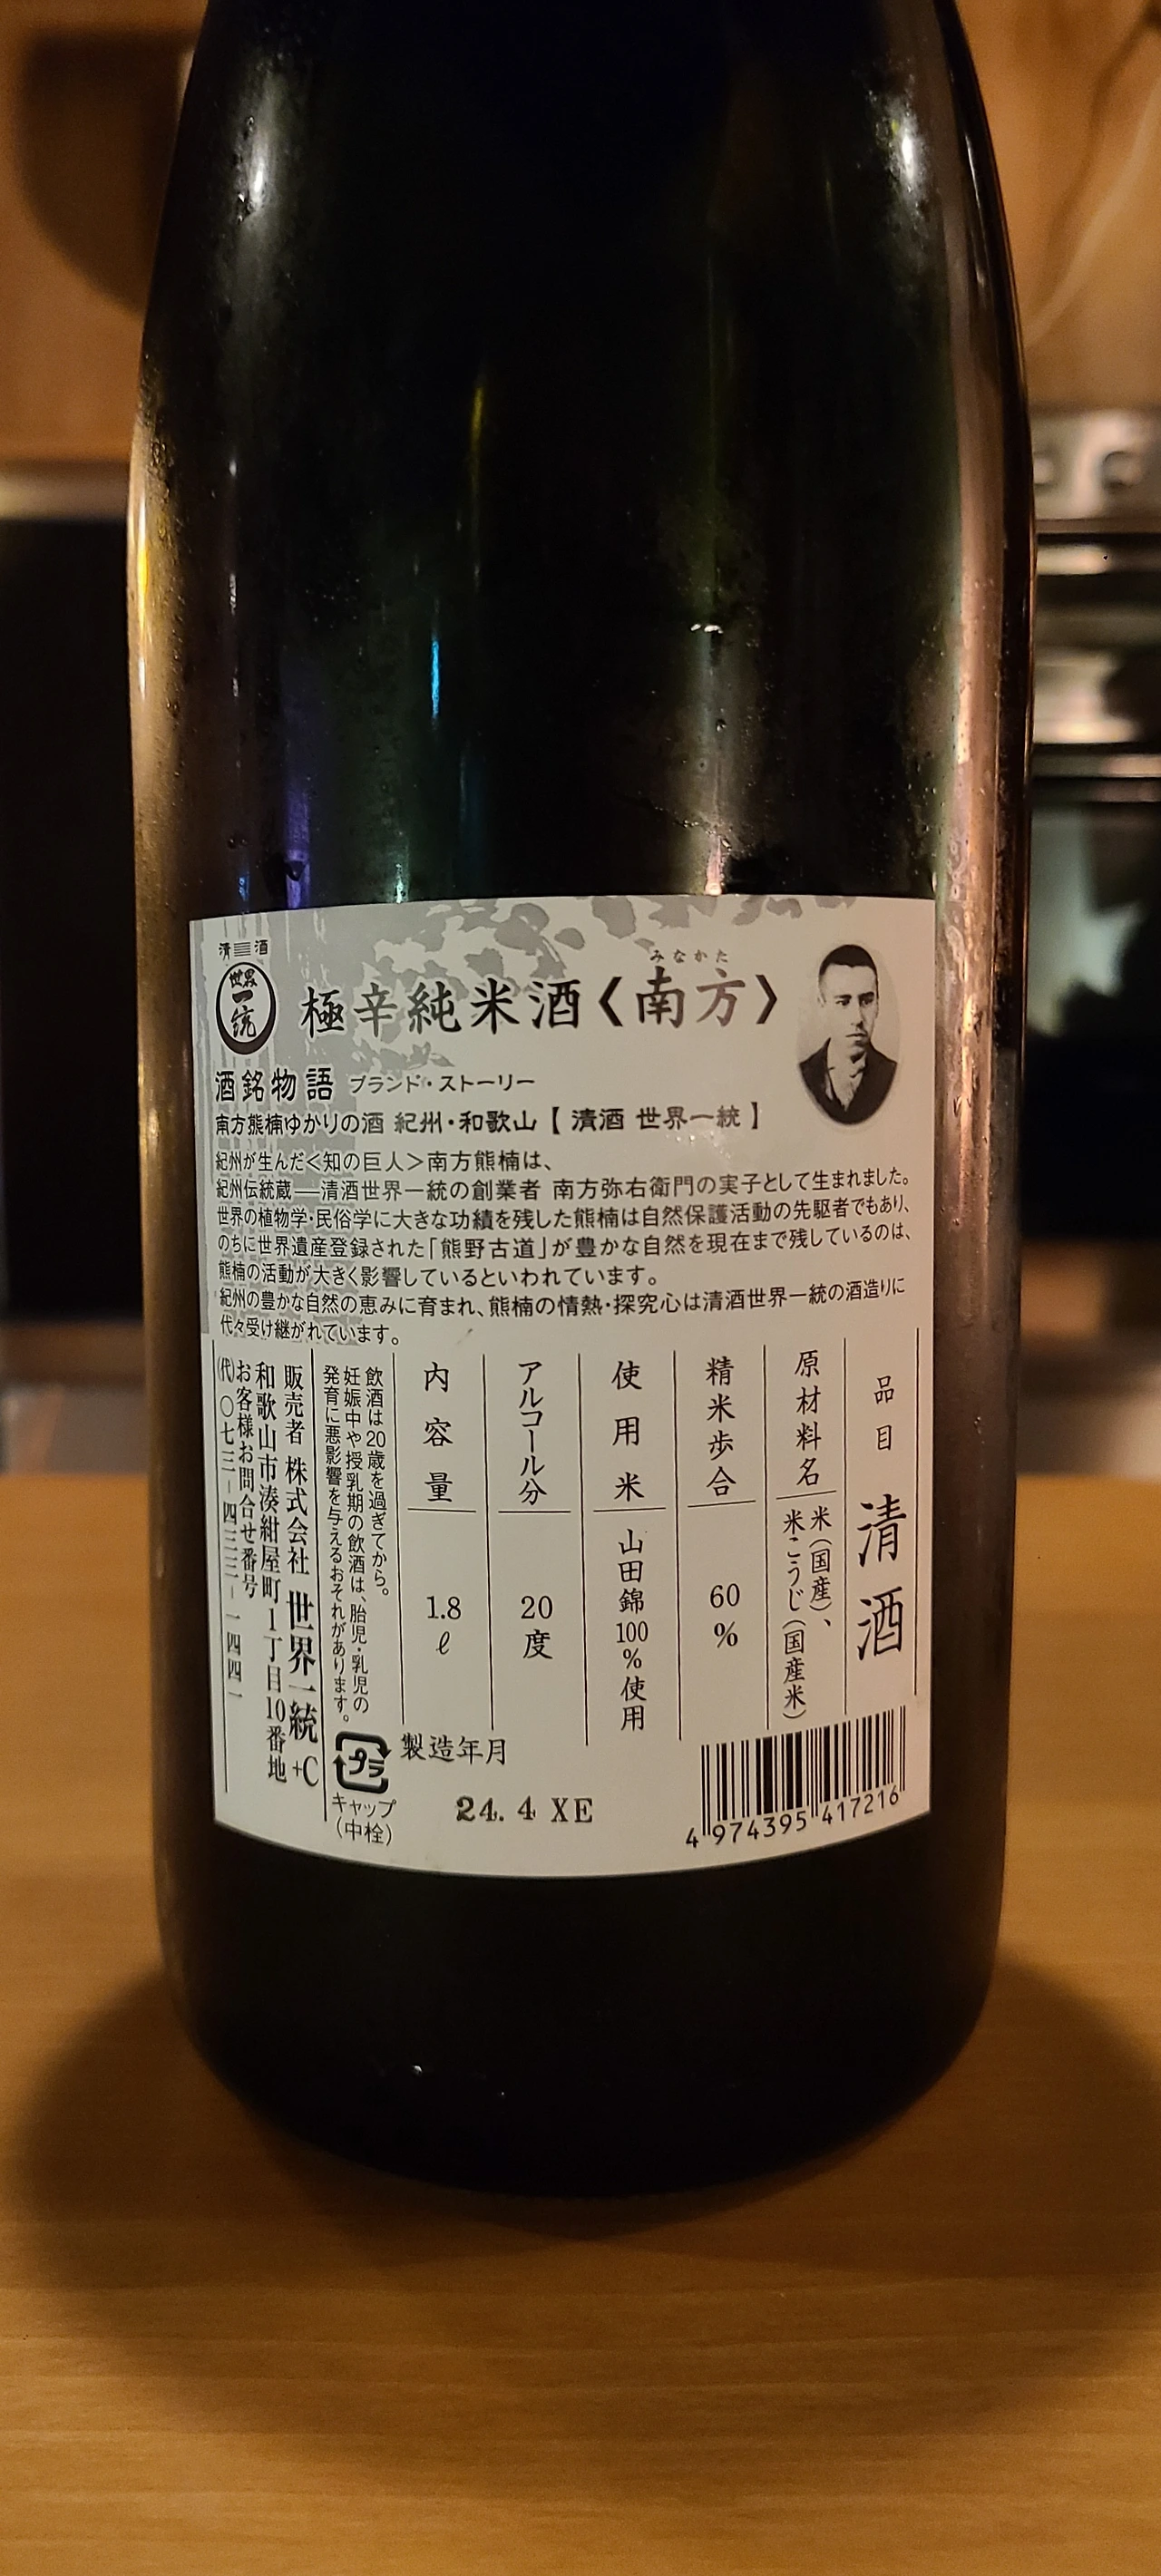 清酒
世界
一統
極辛純米酒〈南方〉
みなかた
酒銘物語 ブランド・ストーリー
南方熊楠ゆかりの酒 紀州・和歌山【 清酒 世界一統 】
紀州が生んだ＜知の巨人＞南方熊楠は、
紀州伝統蔵―清酒世界一統の創業者 南方弥右衛門の実子として生まれました。
世界の植物学・民俗学に大きな功績を残した熊楠は自然保護活動の先駆者でもあり、
のちに世界遺産登録された「熊野古道」が豊かな自然を現在まで残しているのは、
熊楠の活動が大きく影響しているといわれています。
紀州の豊かな自然の恵みに育まれ、熊楠の情熱・探究心は清酒世界一統の酒造りに
代々受け継がれています。
品目 清酒
原材料名 米（国産）、
米こうじ（国産米）
精米歩合 60%
使用米 山田錦100%使用
アルコール分 20度
内容量 1.8ℓ
飲酒は20歳を過ぎてから。
妊娠中や授乳期の飲酒は、胎児・乳児の
発育に悪影響を与えるおそれがあります。
販売者 株式会社 世界一統 +C
和歌山市湊紺屋町1丁目10番地
お客様お問合せ番号
(代)〇七三－四三三－一四四一
プラ
キャップ
（中栓）
製造年月
24. 4 XE
4 974395 417216